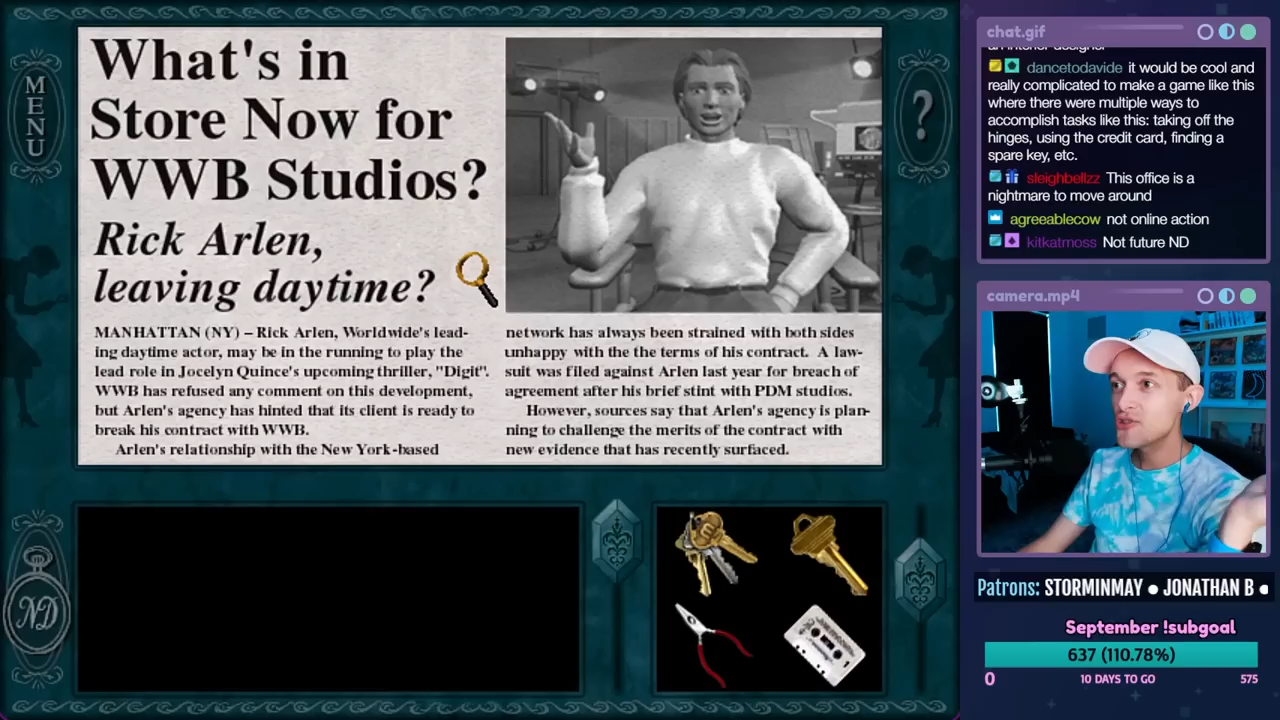 MENU
What's in
Store Now for
WWB Studios?
Rick Arlen,
leaving daytime?
MANHATTAN (NY) – Rick Arlen, Worldwide's lead-
ing daytime actor, may be in the running to play the
lead role in Jocelyn Quince's upcoming thriller, "Digit".
WWB has refused any comment on this development,
but Arlen's agency has hinted that its client is ready to
break his contract with WWB.
Arlen's relationship with the New York-based
network has always been strained with both sides
unhappy with the the terms of his contract. A law-
suit was filed against Arlen last year for breach of
agreement after his brief stint with PDM studios.
However, sources say that Arlen's agency is plan-
ning to challenge the merits of the contract with
new evidence that has recently surfaced.
?
ND
E
chat.gif
an interior designer
dancetodavide it would be cool and
really complicated to make a game like this
where there were multiple ways to
accomplish tasks like this: taking off the
hinges, using the credit card, finding a
spare key, etc.
sleighbellzz This office is a
nightmare to move around
agreeablecow not online action
kitkatmoss Not future ND
camera.mp4
Patrons: STORMINMAY ● JONATHAN B ●
September !subgoal
637 (110.78%)
0 10 DAYS TO GO 575